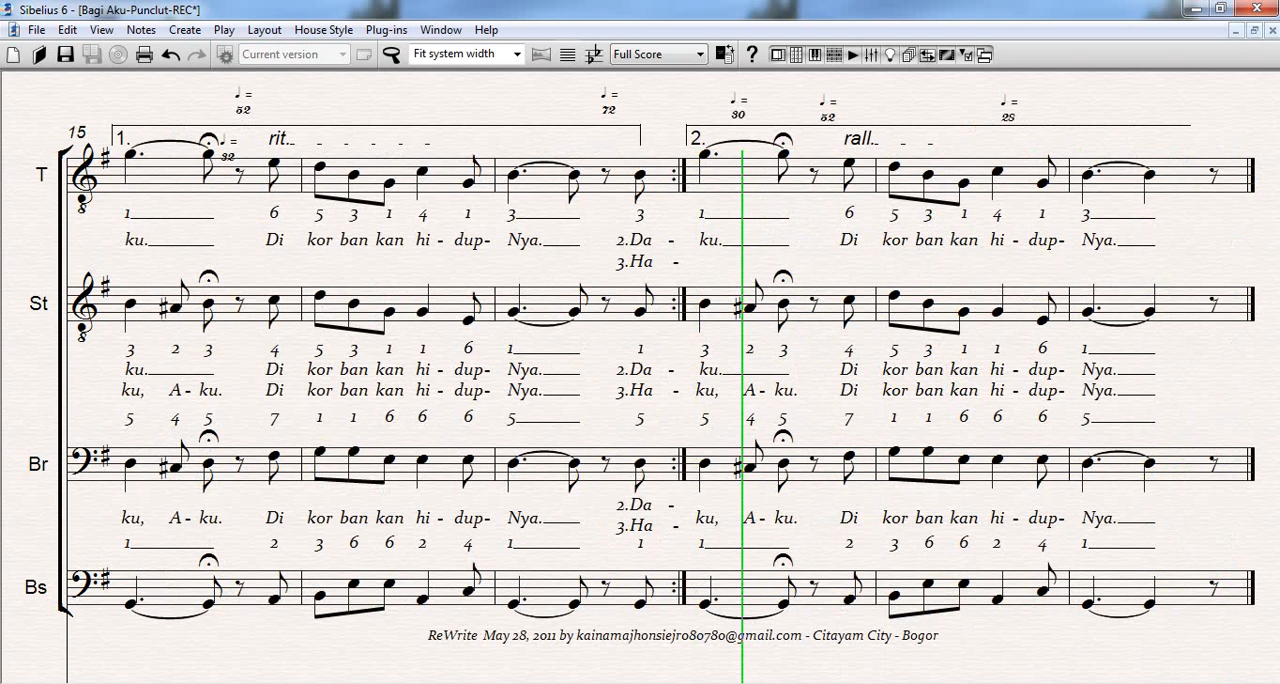 Sibelius 6 - [Bagi Aku-Punclut-REC*]
File Edit View Notes Create Play Layout House Style Plug-ins Window Help
Current version Fit system width Full Score ?
♩ = 52 ♩ = 72 ♩ = 30 ♩ = 52 ♩ = 25
15 1. ♩ = 32 rit. 2. rall.
T
8
1 6 5 3 1 4 1 3 3 1 6 5 3 1 4 1 3
ku. Di kor ban kan hi - dup- Nya. 2.Da - ku. Di kor ban kan hi - dup- Nya.
3.Ha -
St
8
3 2 3 4 5 3 1 1 6 1 1 3 2 3 4 5 3 1 1 6 1
ku. Di kor ban kan hi - dup- Nya. 2.Da - ku. Di kor ban kan hi - dup- Nya.
ku, A- ku. Di kor ban kan hi - dup- Nya. 3.Ha - ku, A- ku. Di kor ban kan hi - dup- Nya.
5 4 5 7 1 1 6 6 6 5 5 5 4 5 7 1 1 6 6 6 5
Br
2.Da -
ku, A- ku. Di kor ban kan hi - dup- Nya. 3.Ha - ku, A- ku. Di kor ban kan hi - dup- Nya.
1 2 3 6 6 2 4 1 1 1 2 3 6 6 2 4 1
Bs
ReWrite May 28, 2011 by kainamajhonsiejro80780@gmail.com - Citayam City - Bogor